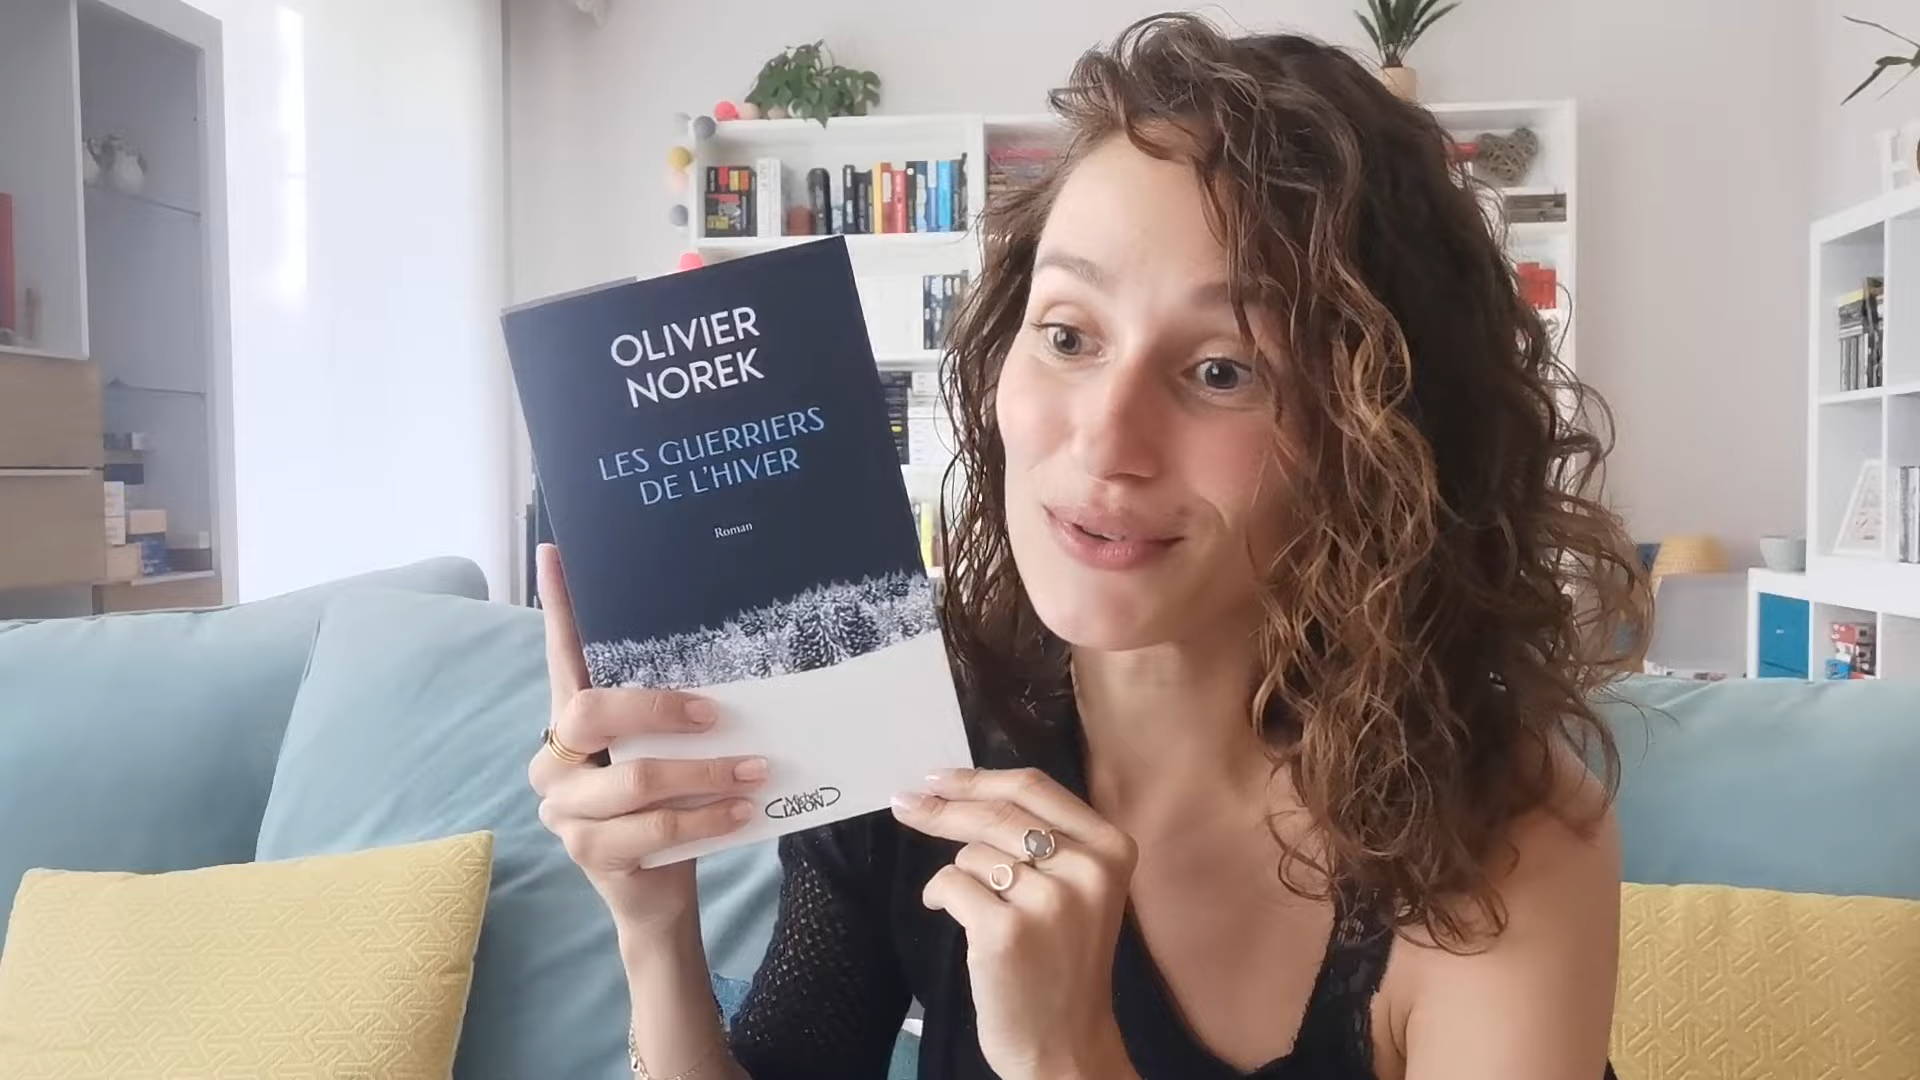 OLIVIER
NOREK
LES GUERRIERS
DE L'HIVER
Roman
Michel
LAFON